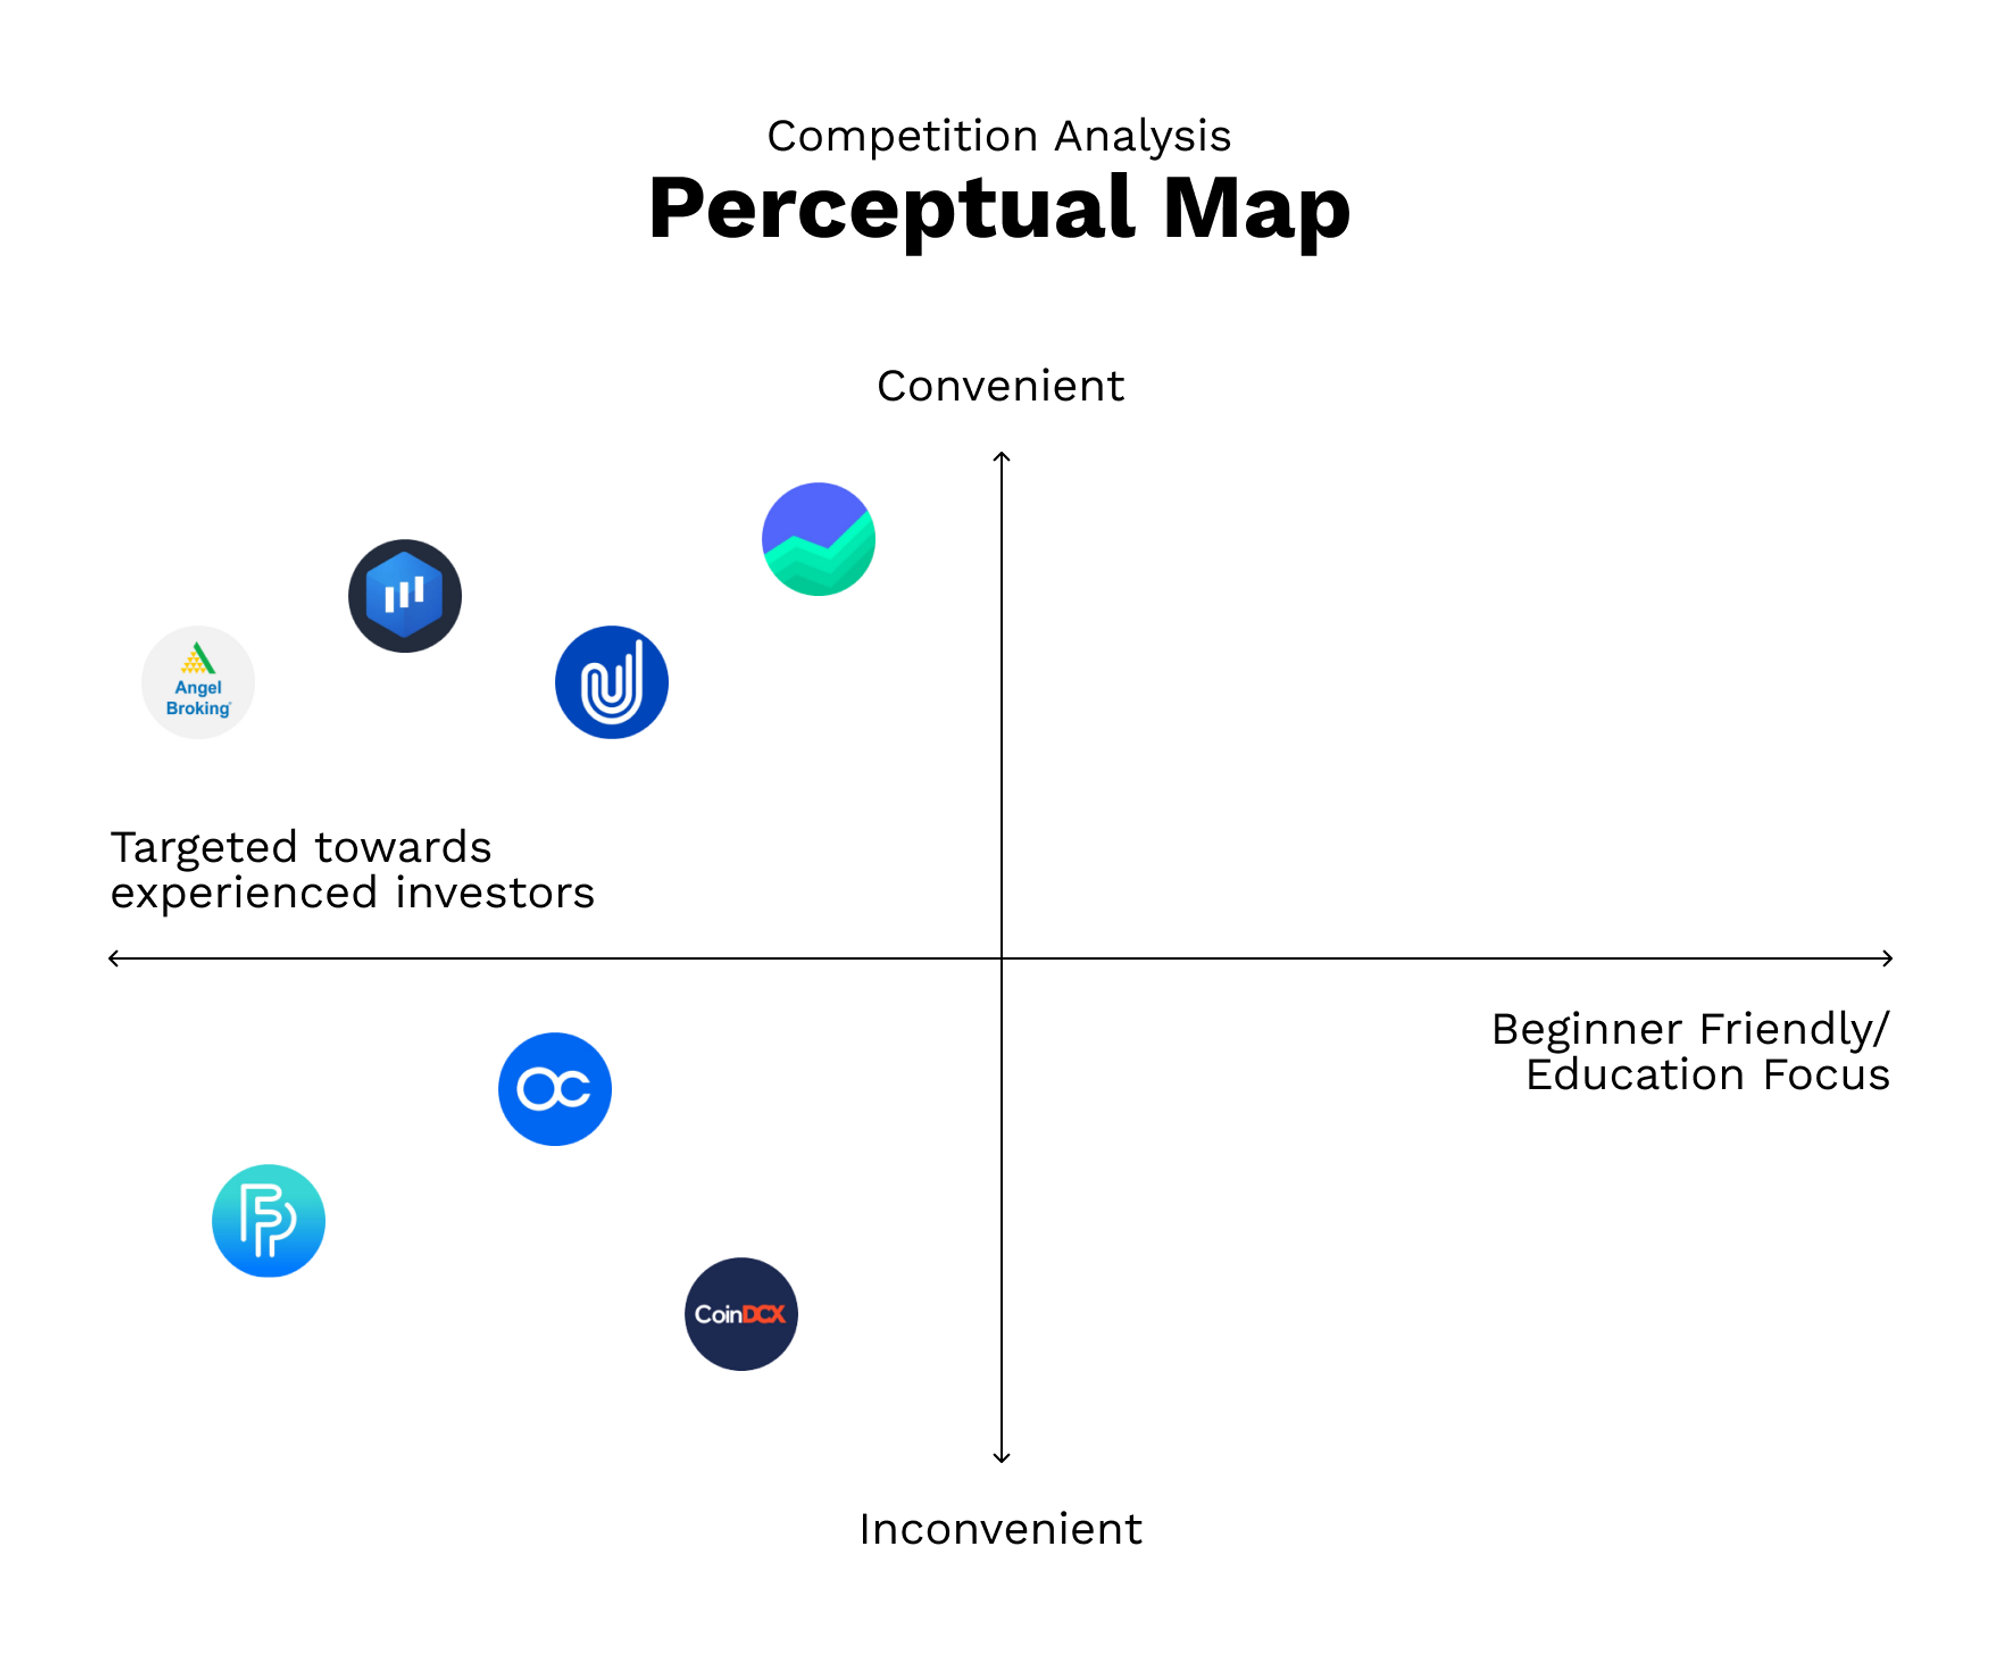 Competition Analysis
Perceptual Map
Convenient
Angel
Broking
Targeted towards
experienced investors
Beginner Friendly/
Education Focus
CoinDCX
Inconvenient